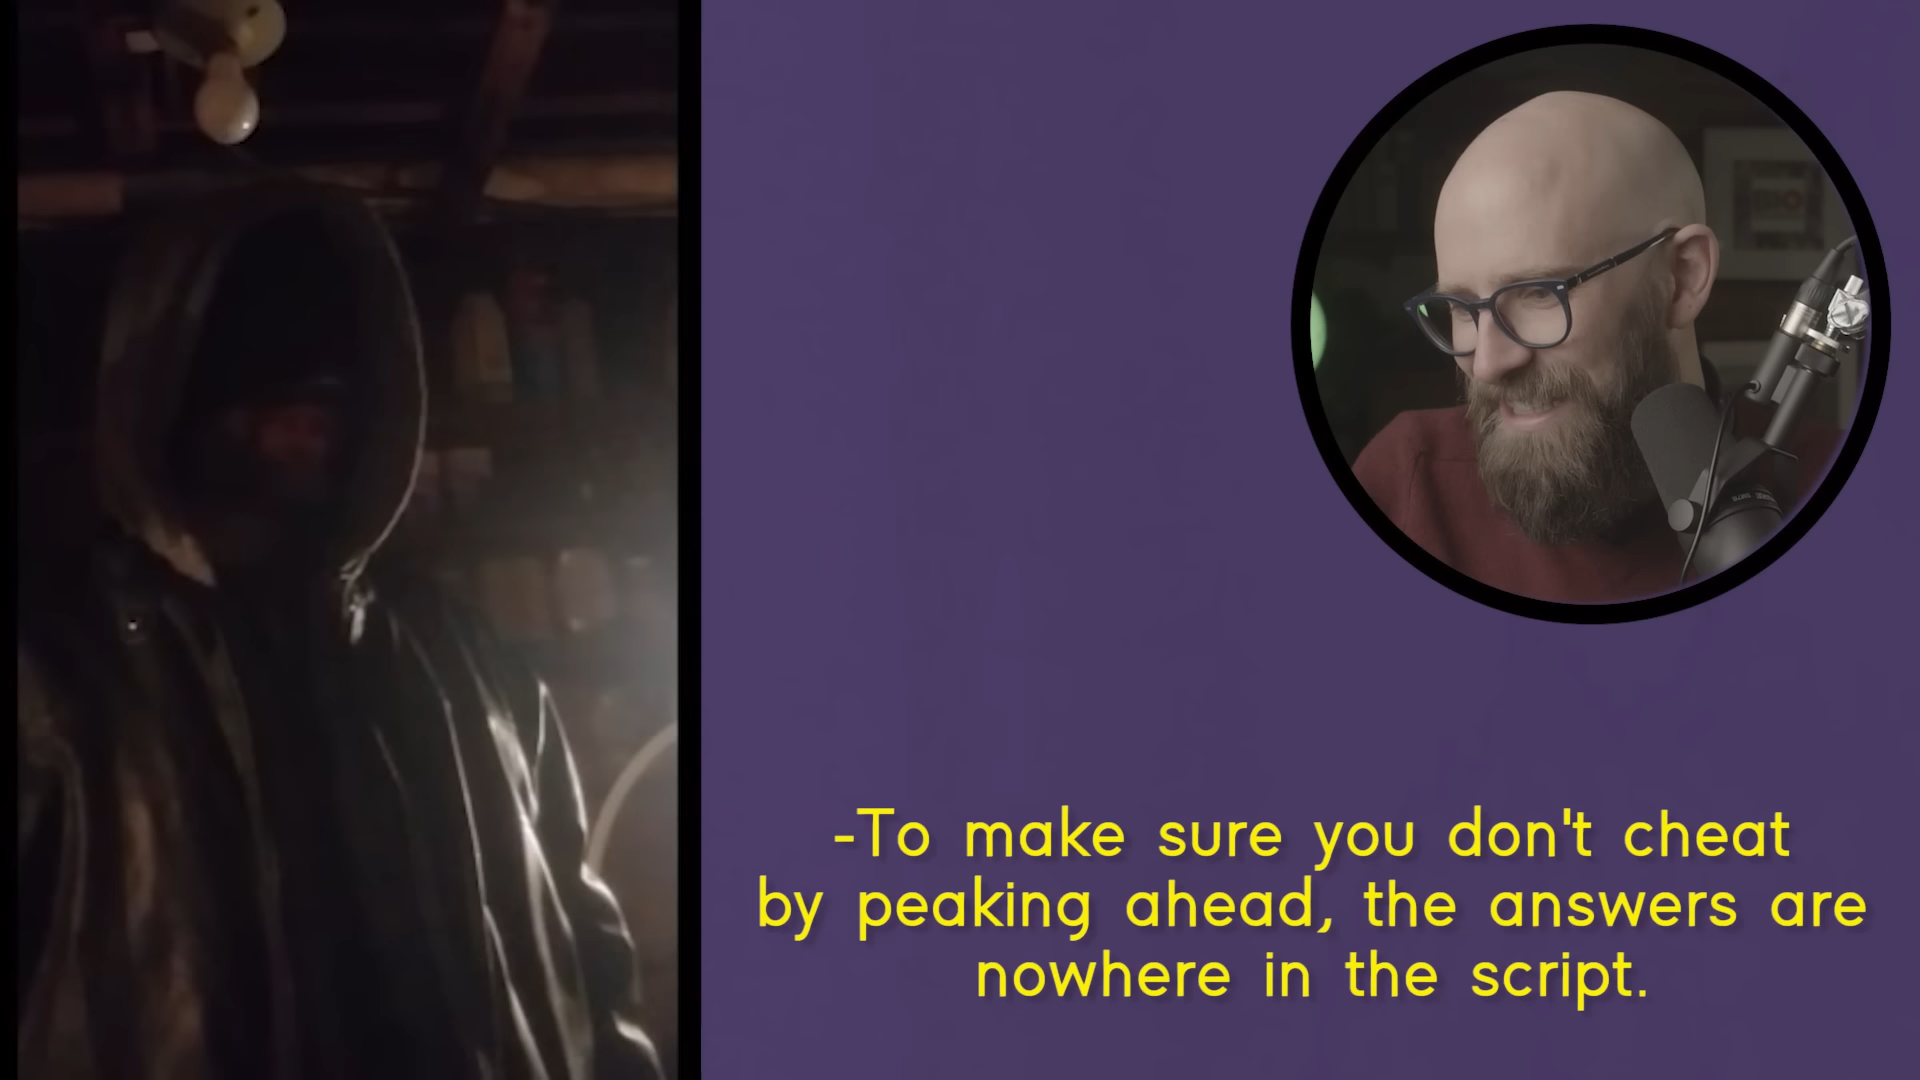 -To make sure you don't cheat
by peaking ahead, the answers are
nowhere in the script.